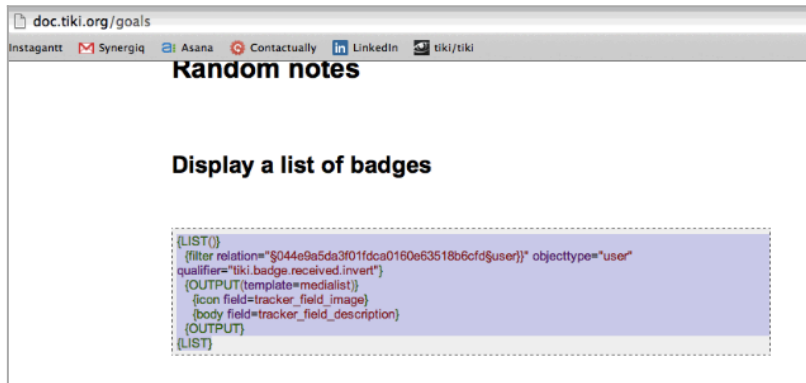 doc.tiki.org/goals
Instagantt Synergiq Asana Contactually LinkedIn tiki/tiki
Random notes
Display a list of badges
{LIST()}
{filter relation="§044e9a5da3f01fdca0160e63518b6cfd§user}}" objecttype="user"
qualifier="tiki.badge.received.invert"}
{OUTPUT(template=medialist)}
{icon field=tracker_field_image}
{body field=tracker_field_description}
{OUTPUT}
{LIST}